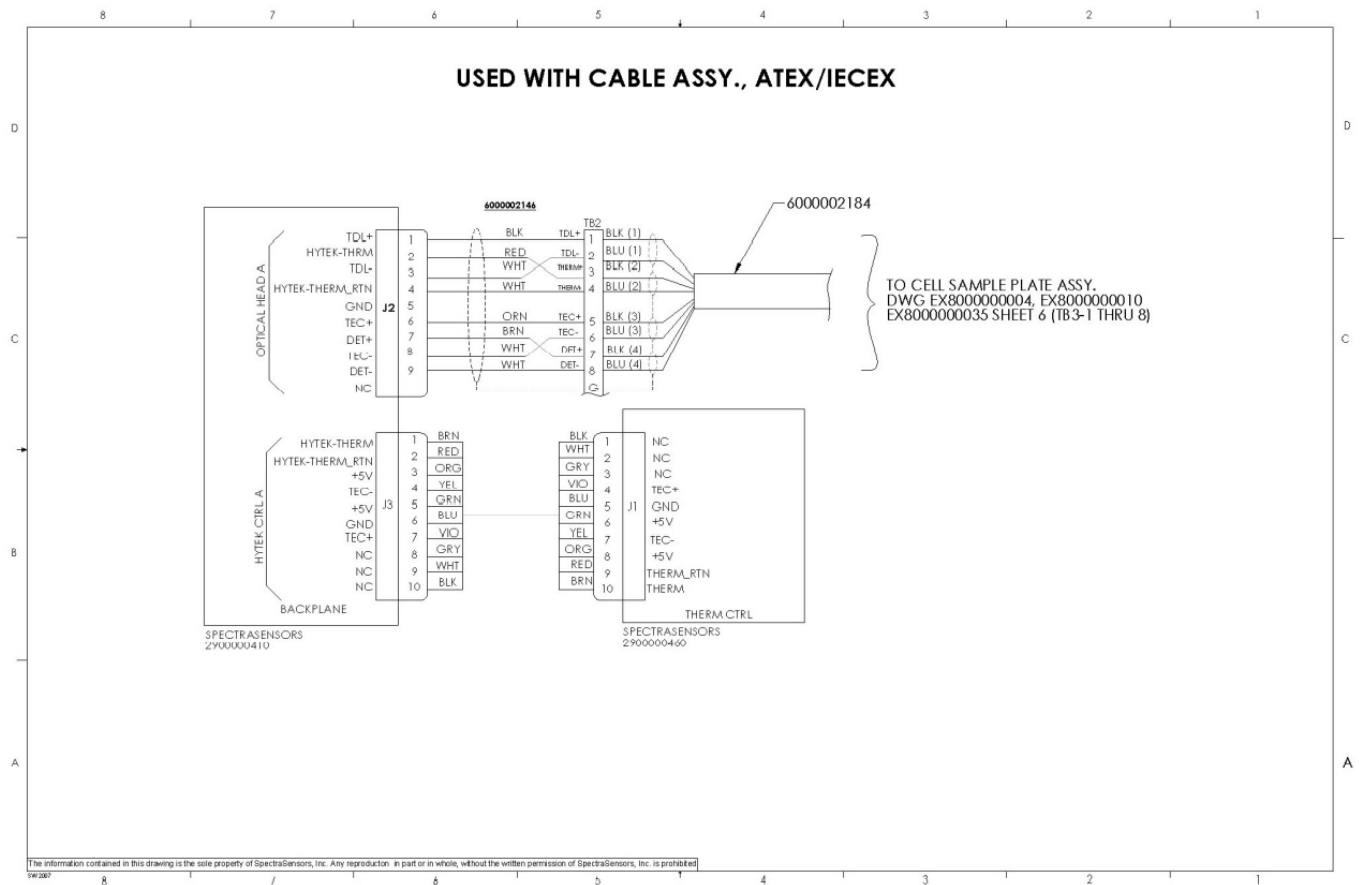 8 7 6 5 4 3 2 1
USED WITH CABLE ASSY., ATEX/IECEX
D D
6000002184
6000002146
TB2
TDL+ 1 BLK TDL+ 1 BLK (1)
HYTEK-THRM 2 RED TDL- 2 BLU (1)
TDL- 3 WHT THERM+ 3 BLK (2)
HYTEK-THERM_RTN 4 WHT THERM- 4 BLU (2)
GND 5
TEC+ 6 ORN TEC+ 5 BLK (3)
DET+ 7 BRN TEC- 6 BLU (3)
TEC- 8 WHT DET+ 7 BLK (4)
DET- 9 WHT DET- 8 BLU (4)
NC G
OPTICAL HEAD A
J2
TO CELL SAMPLE PLATE ASSY.
DWG EX8000000004, EX8000000010
EX8000000035 SHEET 6 (TB3-1 THRU 8)
C C
HYTEK-THERM 1 BRN BLK 1 NC
HYTEK-THERM_RTN 2 RED WHT 2 NC
+5V 3 ORG GRY 3 NC
TEC- 4 YEL VIO 4 TEC+
+5V 5 GRN BLU 5 GND
GND 6 BLU GRN 6 +5V
TEC+ 7 VIO YEL 7 TEC-
NC 8 GRY ORG 8 +5V
NC 9 WHT RED 9 THERM_RTN
NC 10 BLK BRN 10 THERM
HYTEK CTRL A
J3
J1
B B
BACKPLANE
THERM CTRL
SPECTRASENSORS
2900000410
SPECTRASENSORS
2900000460
A A
The information contained in this drawing is the sole property of SpectraSensors, Inc. Any reproducton in part or in whole, without the written permission of SpectraSensors, Inc. is prohibited
SW2007
8 7 6 5 4 3 2 1